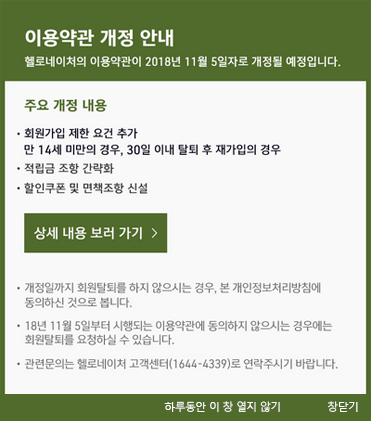 이용약관 개정 안내
헬로네이처의 이용약관이 2018년 11월 5일자로 개정될 예정입니다.
주요 개정 내용
• 회원가입 제한 요건 추가
만 14세 미만의 경우, 30일 이내 탈퇴 후 재가입의 경우
• 적립금 조항 간략화
• 할인쿠폰 및 면책조항 신설
상세 내용 보러 가기 >
• 개정일까지 회원탈퇴를 하지 않으시는 경우, 본 개인정보처리방침에
동의하신 것으로 봅니다.
• 18년 11월 5일부터 시행되는 이용약관에 동의하지 않으시는 경우에는
회원탈퇴를 요청하실 수 있습니다.
• 관련문의는 헬로네이처 고객센터(1644-4339)로 연락주시기 바랍니다.
하루동안 이 창 열지 않기 창닫기